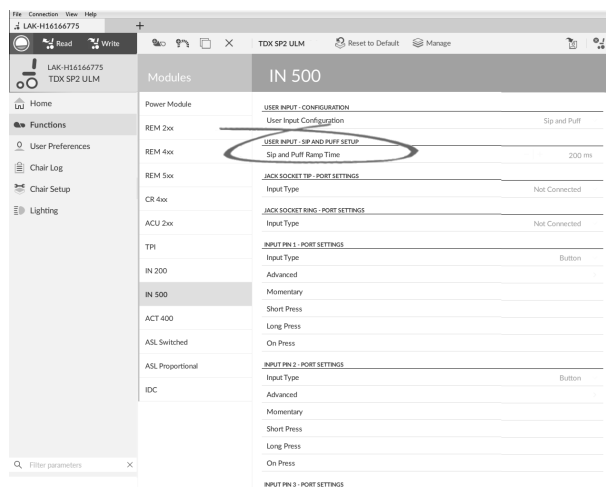 File Connection View Help
LAK-H16166775 +
Read Write TDX SP2 ULM Reset to Default Manage
LAK-H16166775
TDX SP2 ULM
Home
Functions
User Preferences
Chair Log
Chair Setup
Lighting
Filter parameters
Modules
Power Module
REM 2xx
REM 4xx
REM 5xx
CR 4xx
ACU 2xx
TPI
IN 200
IN 500
ACT 400
ASL Switched
ASL Proportional
IDC
IN 500
USER INPUT - CONFIGURATION
User Input Configuration Sip and Puff
USER INPUT - SIP AND PUFF SETUP
Sip and Puff Ramp Time 200 ms
JACK SOCKET TIP - PORT SETTINGS
Input Type Not Connected
JACK SOCKET RING - PORT SETTINGS
Input Type Not Connected
INPUT PIN 1 - PORT SETTINGS
Input Type Button
Advanced
Momentary
Short Press
Long Press
On Press
INPUT PIN 2 - PORT SETTINGS
Input Type Button
Advanced
Momentary
Short Press
Long Press
On Press
INPUT PIN 3 - PORT SETTINGS